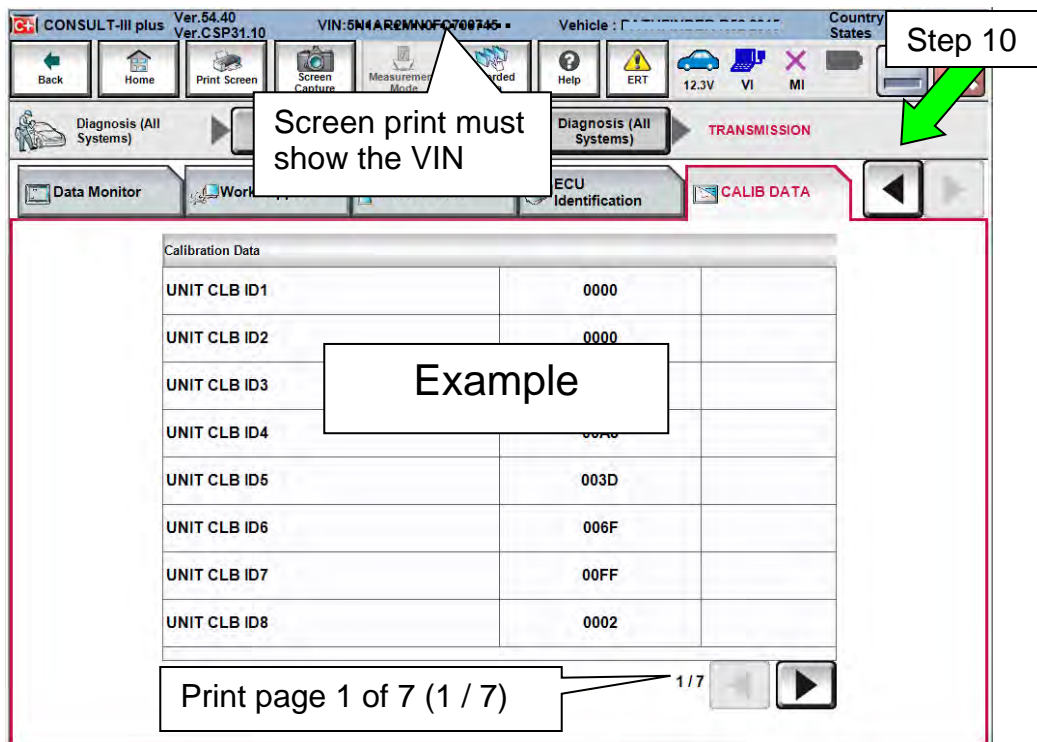 CONSULT-III plus Ver.54.40 VIN: Vehicle : Country
Ver.CSP31.10 States
Step 10
Back Home Print Screen Screen Capture Measurement Mode Help ERT 12.3V VI MI
Screen print must
show the VIN
Diagnosis (All
Systems)
Diagnosis (All
Systems)
TRANSMISSION
Data Monitor
Work
ECU
Identification
CALIB DATA
Calibration Data
UNIT CLB ID1 0000
UNIT CLB ID2 0000
UNIT CLB ID3
Example
UNIT CLB ID4
UNIT CLB ID5 003D
UNIT CLB ID6 006F
UNIT CLB ID7 00FF
UNIT CLB ID8 0002
1/7
Print page 1 of 7 (1 / 7)